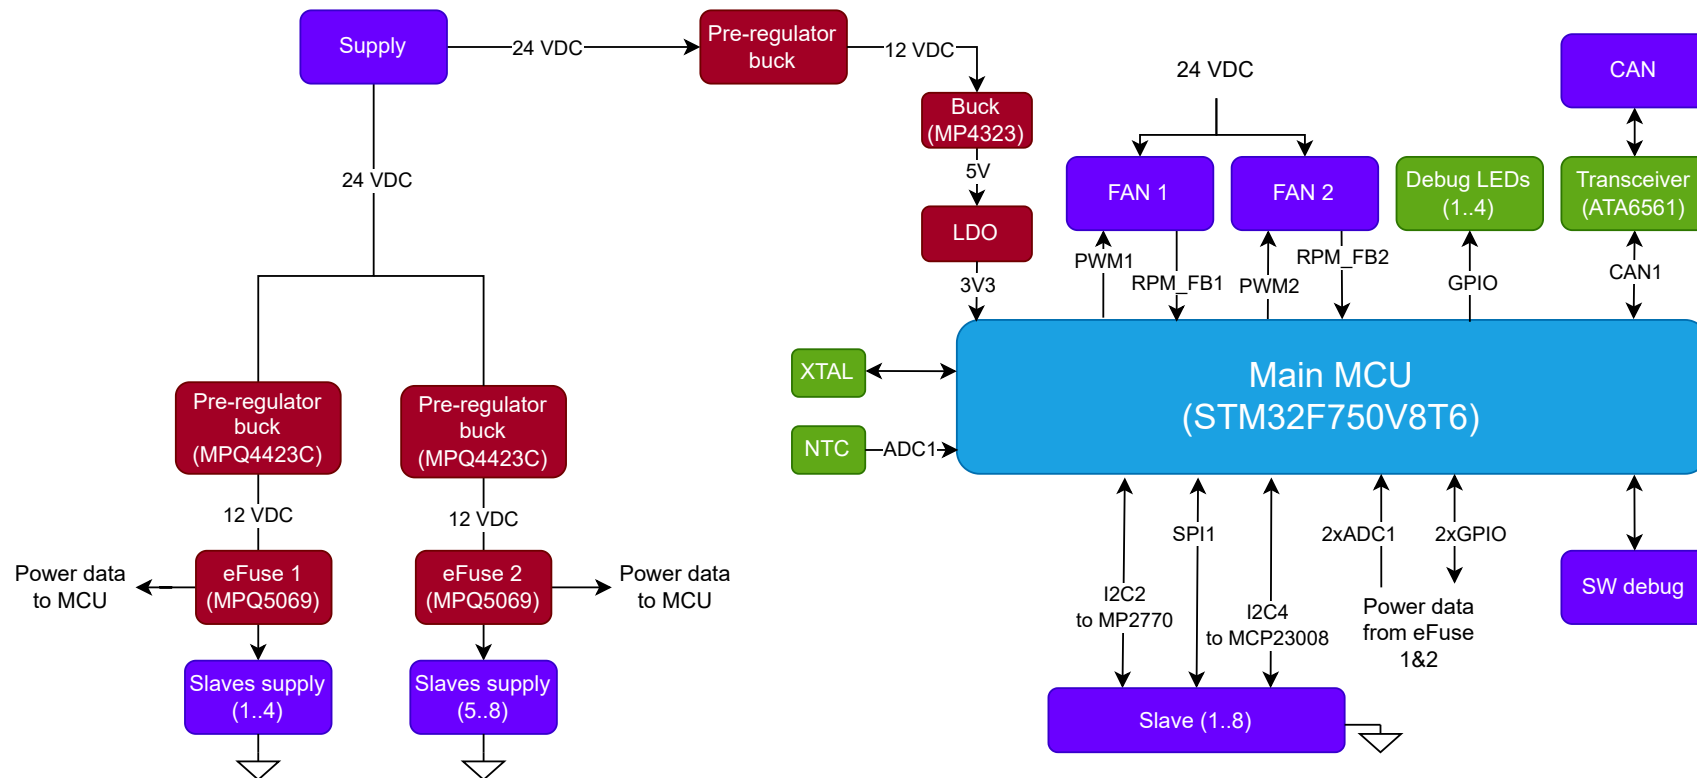 Supply
24 VDC
Pre-regulator
buck
12 VDC
Buck
(MP4323)
5V
LDO
3V3
24 VDC
FAN 1
FAN 2
Debug LEDs
(1..4)
CAN
Transceiver
(ATA6561)
PWM1
RPM_FB1
PWM2
RPM_FB2
GPIO
CAN1
24 VDC
XTAL
NTC
ADC1
Main MCU
(STM32F750V8T6)
Pre-regulator
buck
(MPQ4423C)
Pre-regulator
buck
(MPQ4423C)
12 VDC
12 VDC
Power data
to MCU
eFuse 1
(MPQ5069)
eFuse 2
(MPQ5069)
Power data
to MCU
Slaves supply
(1..4)
Slaves supply
(5..8)
I2C2
to MP2770
SPI1
I2C4
to MCP23008
2xADC1
2xGPIO
Power data
from eFuse
1&2
SW debug
Slave (1..8)